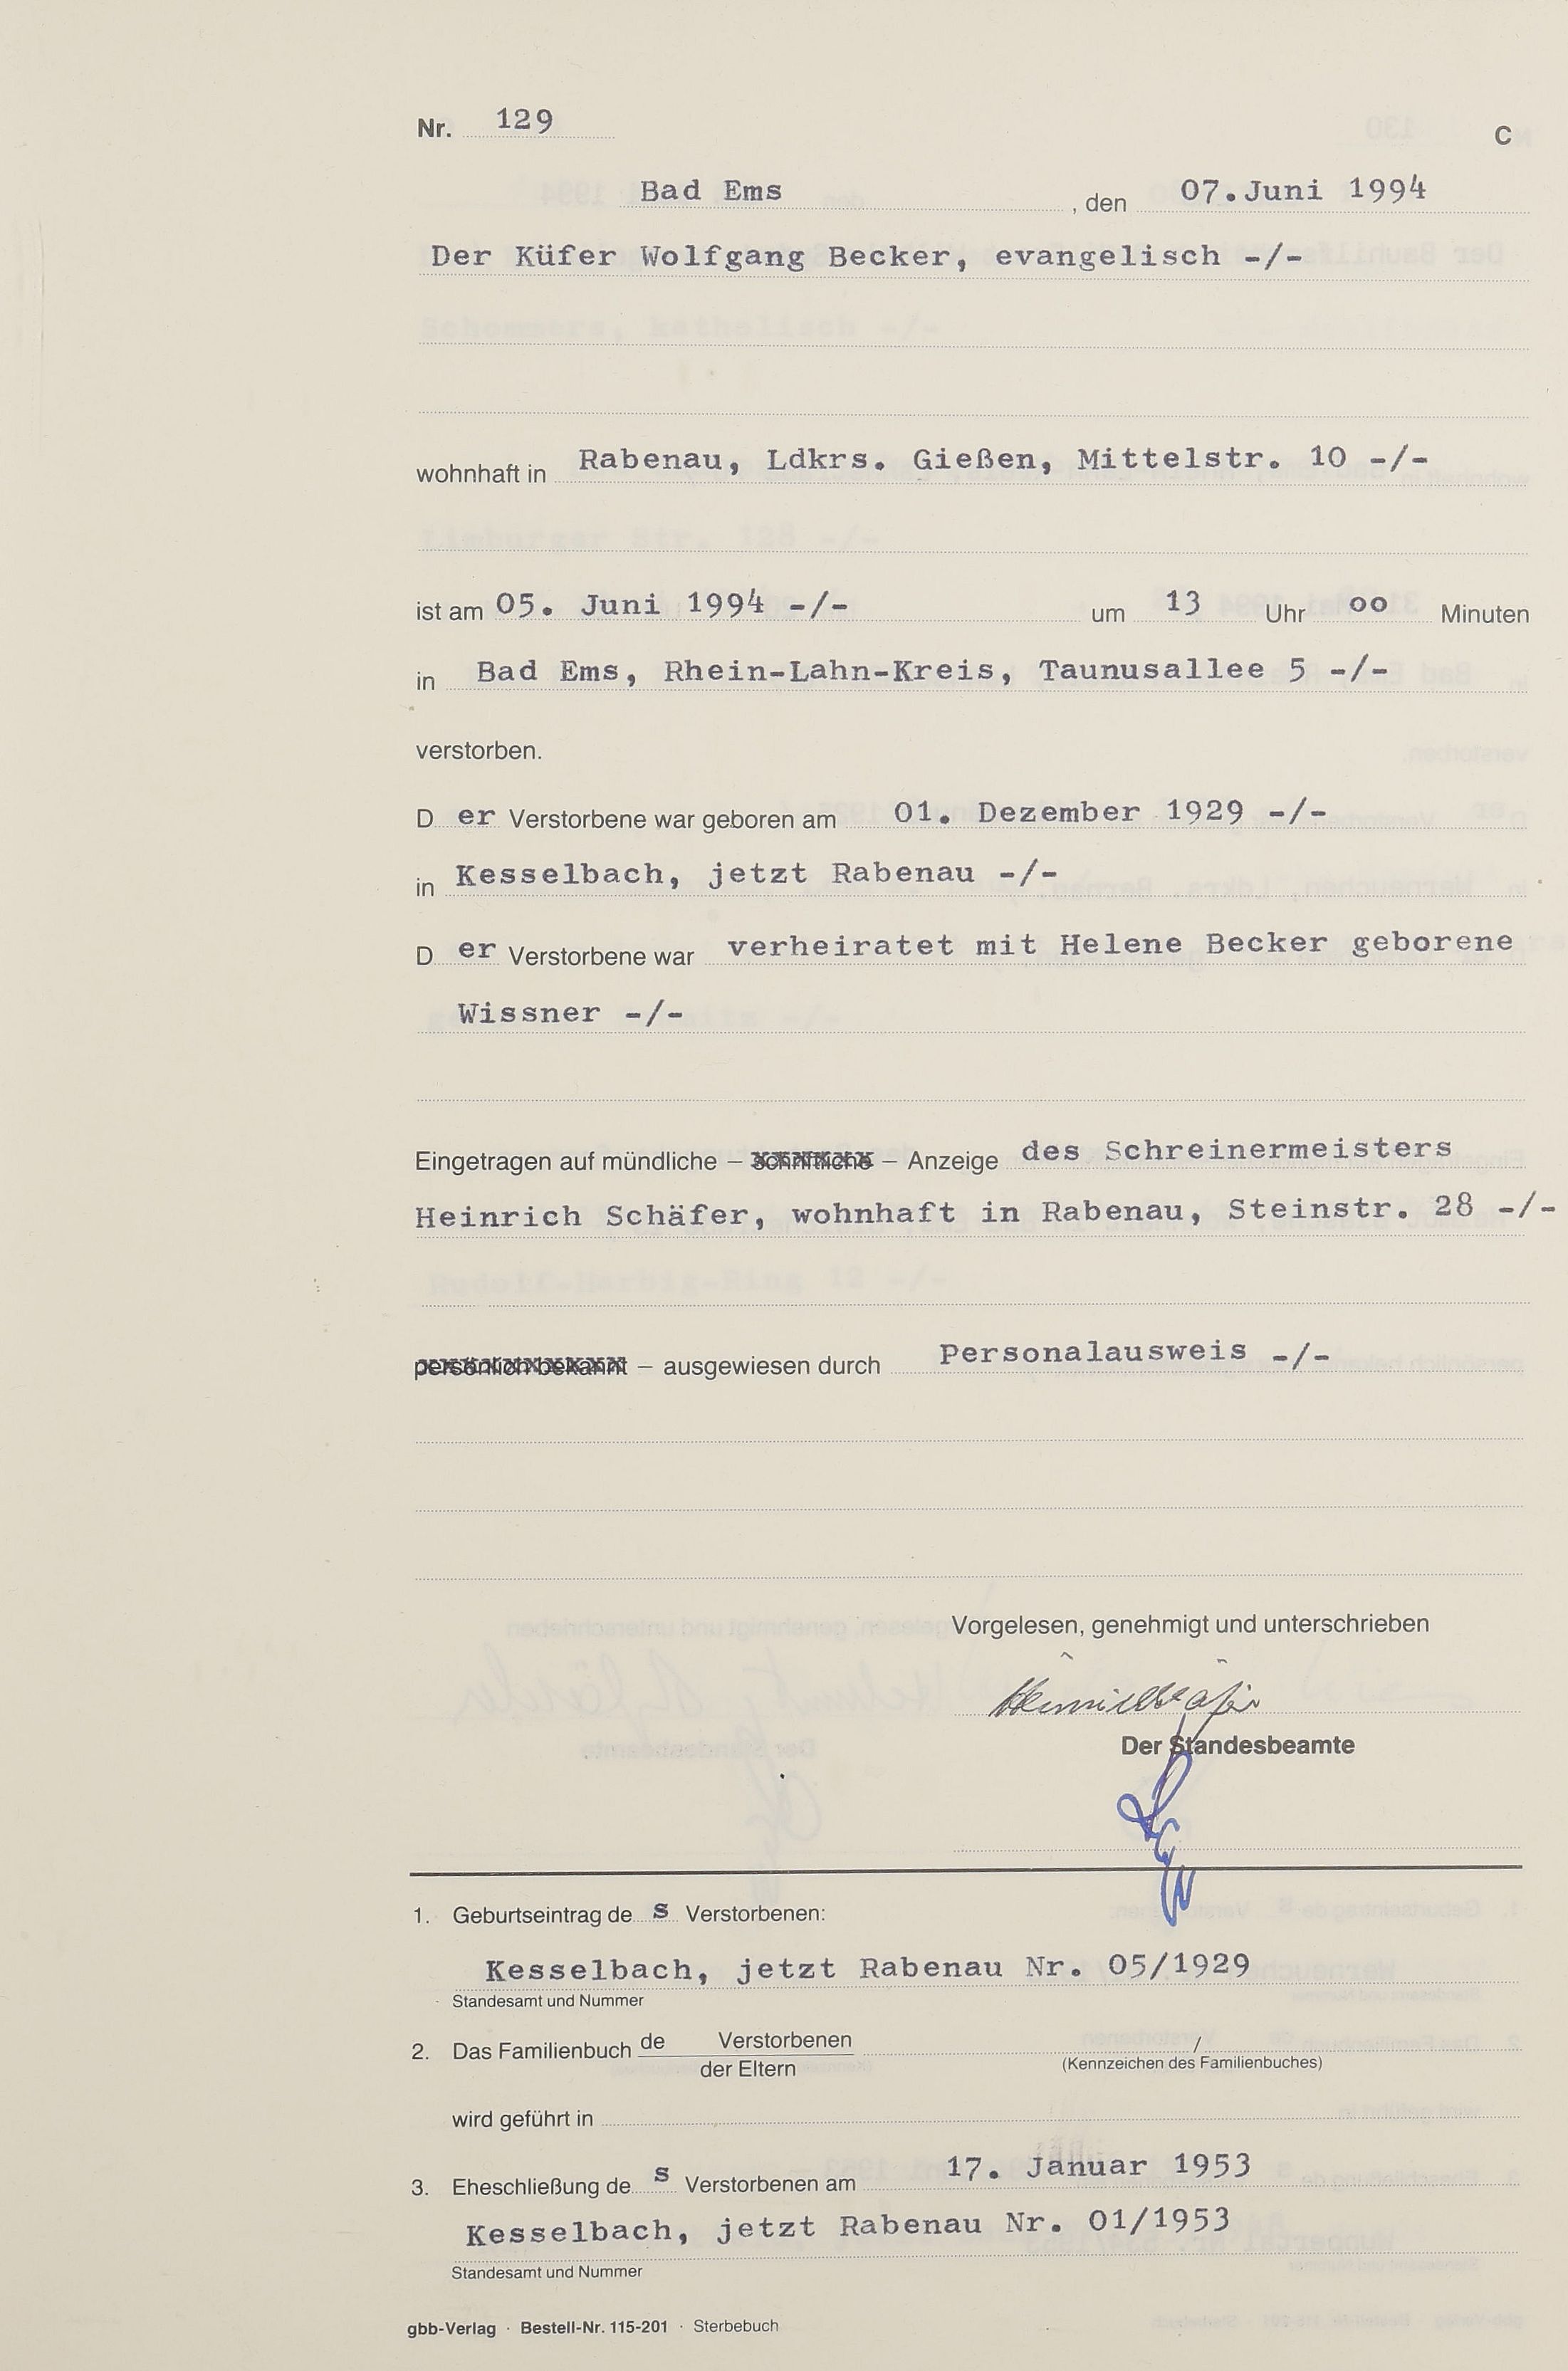 Nr. 129
C
Bad Ems , den 07.Juni 1994
Der Küfer Wolfgang Becker, evangelisch -/-
wohnhaft in Rabenau, Ldkrs. Gießen, Mittelstr. 10 -/-
ist am 05. Juni 1994 -/- um 13 Uhr oo Minuten
in Bad Ems, Rhein-Lahn-Kreis, Taunusallee 5 -/-
verstorben.
D er Verstorbene war geboren am 01. Dezember 1929 -/-
in Kesselbach, jetzt Rabenau -/-
D er Verstorbene war verheiratet mit Helene Becker geborene
Wissner -/-
Eingetragen auf mündliche – schriftliche – Anzeige des Schreinermeisters
Heinrich Schäfer, wohnhaft in Rabenau, Steinstr. 28 -/-
persönlich bekannt – ausgewiesen durch Personalausweis -/-
Vorgelesen, genehmigt und unterschrieben
Der Standesbeamte
1. Geburtseintrag de s Verstorbenen:
Kesselbach, jetzt Rabenau Nr. 05/1929
Standesamt und Nummer
2. Das Familienbuch de Verstorbenen /
der Eltern (Kennzeichen des Familienbuches)
wird geführt in
3. Eheschließung de s Verstorbenen am 17. Januar 1953
Kesselbach, jetzt Rabenau Nr. 01/1953
Standesamt und Nummer
gbb-Verlag · Bestell-Nr. 115-201 · Sterbebuch